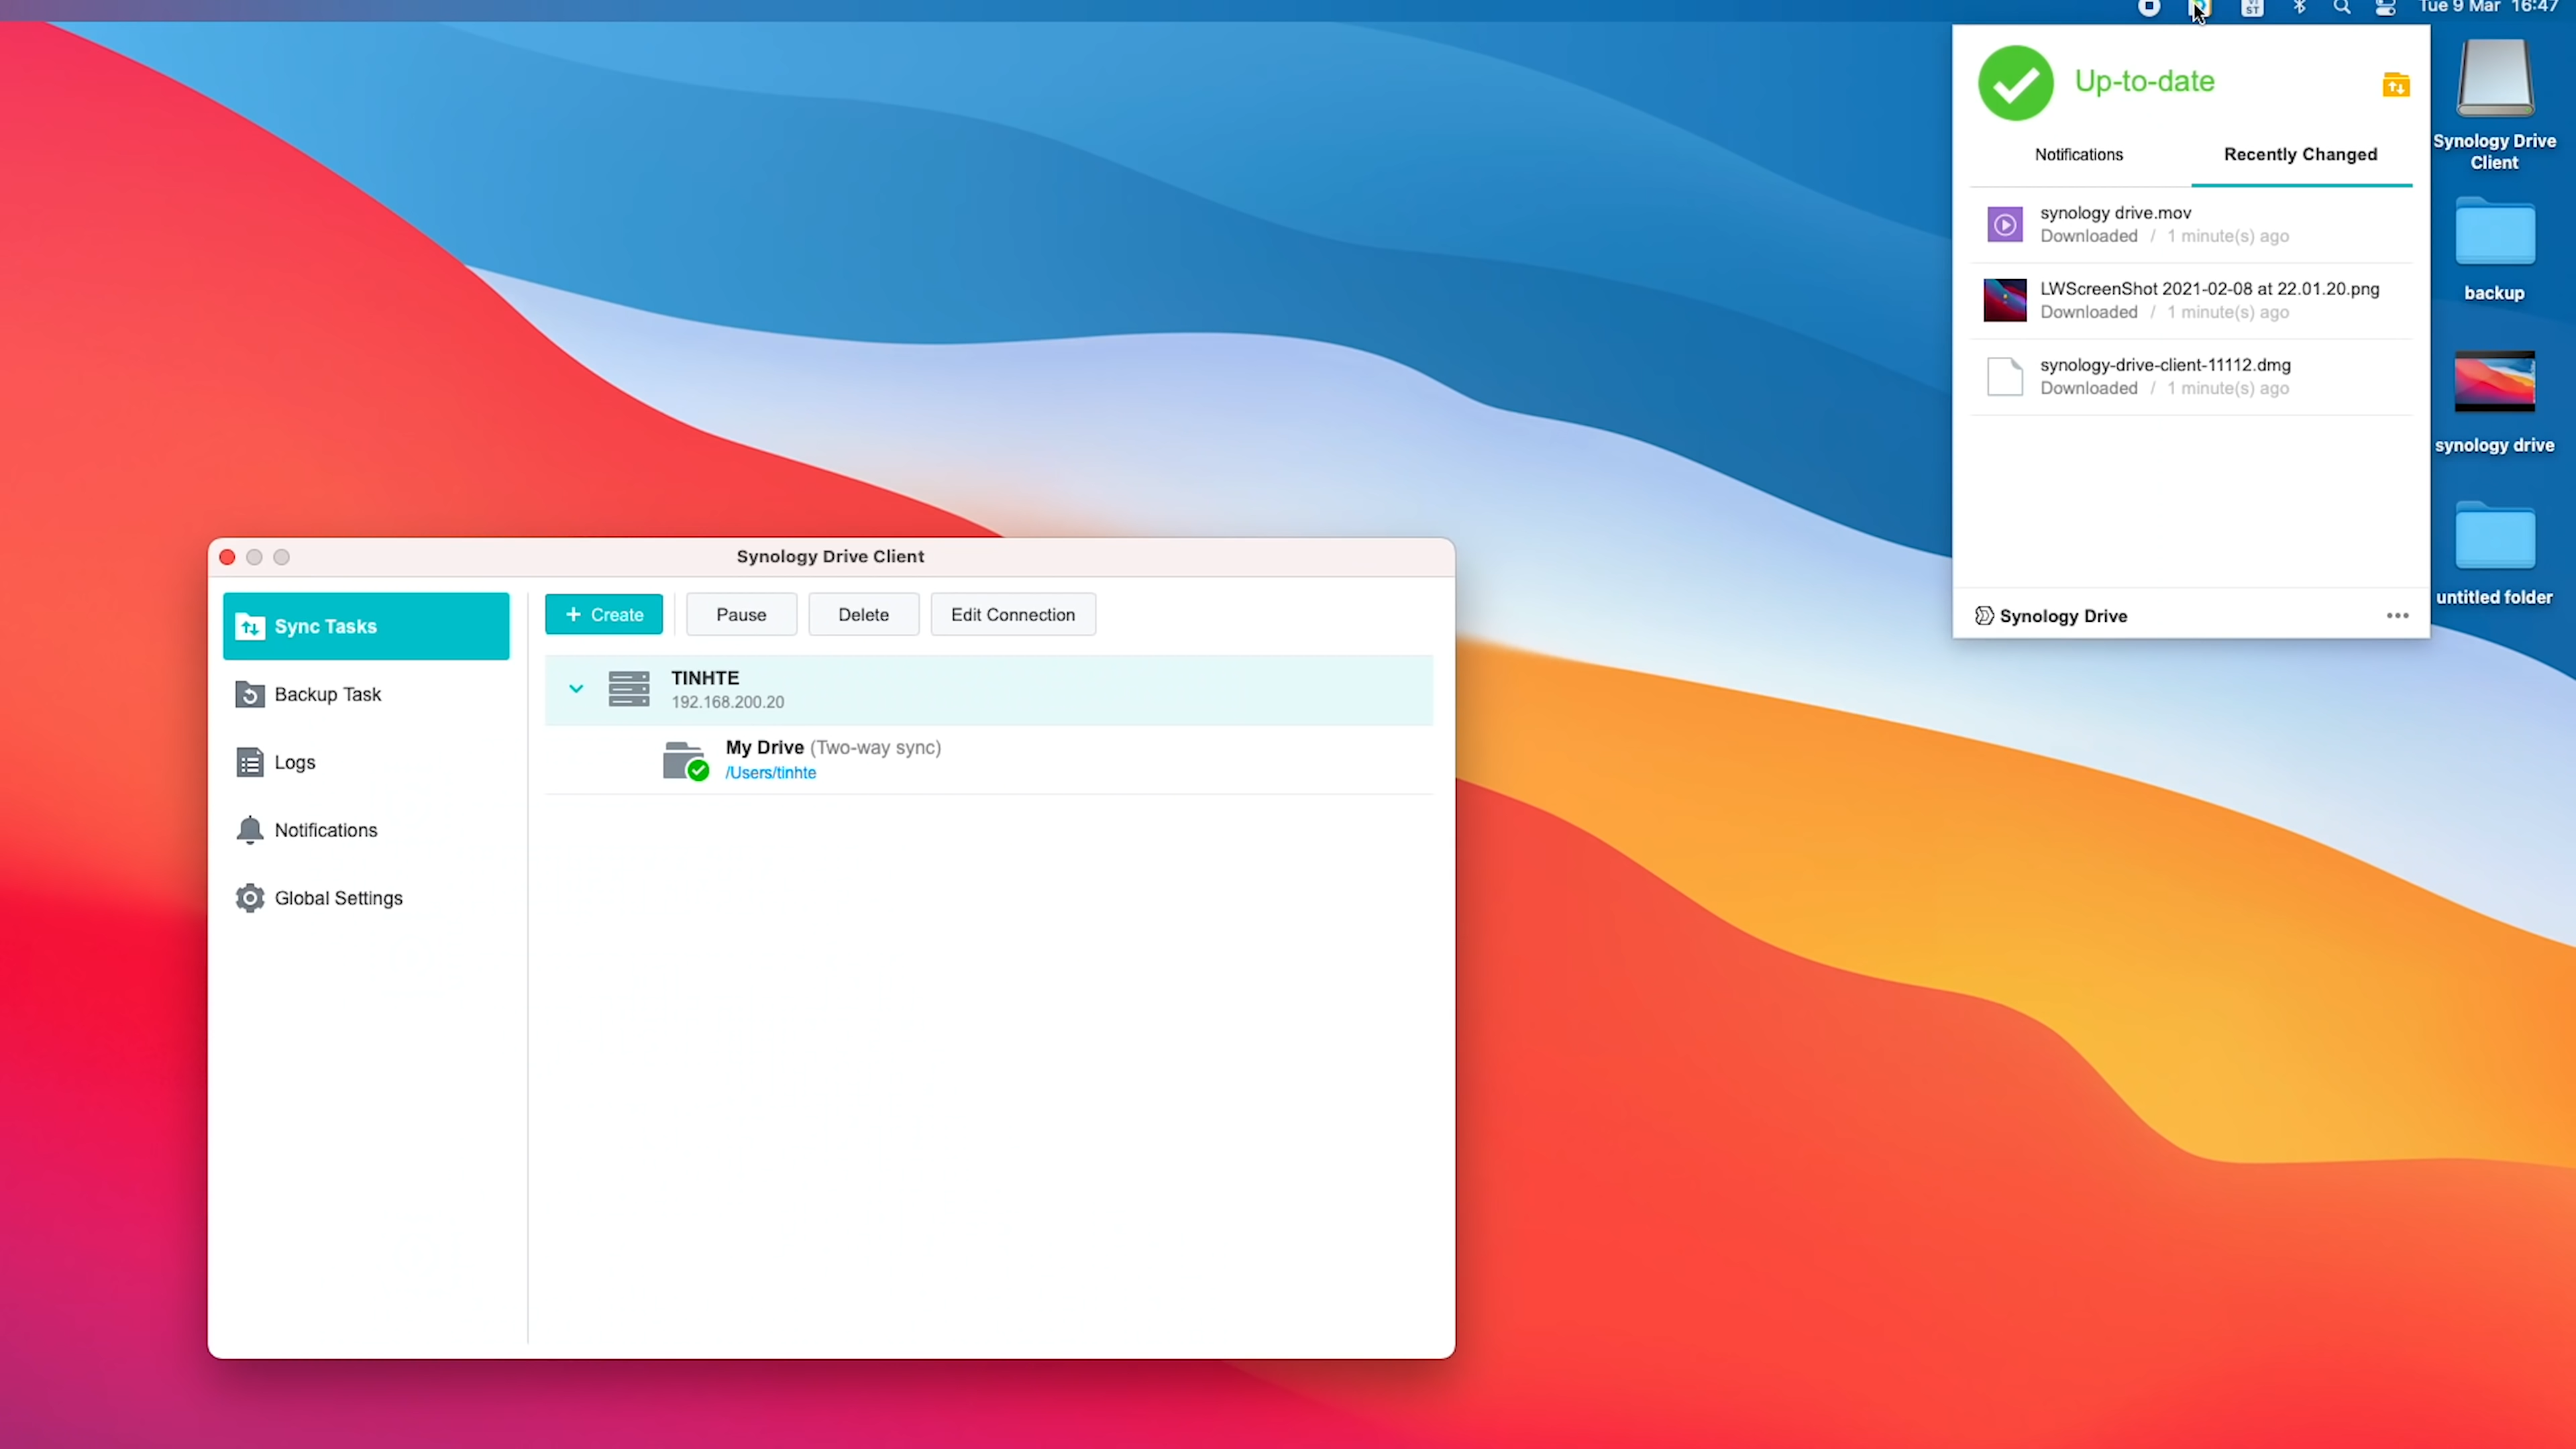 Tue 9 Mar 16:47
Up-to-date
Notifications
Recently Changed
synology drive.mov
Downloaded / 1 minute(s) ago
LWScreenShot 2021-02-08 at 22.01.20.png
Downloaded / 1 minute(s) ago
synology-drive-client-11112.dmg
Downloaded / 1 minute(s) ago
Synology Drive
Synology Drive
Client
backup
synology drive
untitled folder
Synology Drive Client
Sync Tasks
Backup Task
Logs
Notifications
Global Settings
+ Create
Pause
Delete
Edit Connection
TINHTE
192.168.200.20
My Drive (Two-way sync)
/Users/tinhte